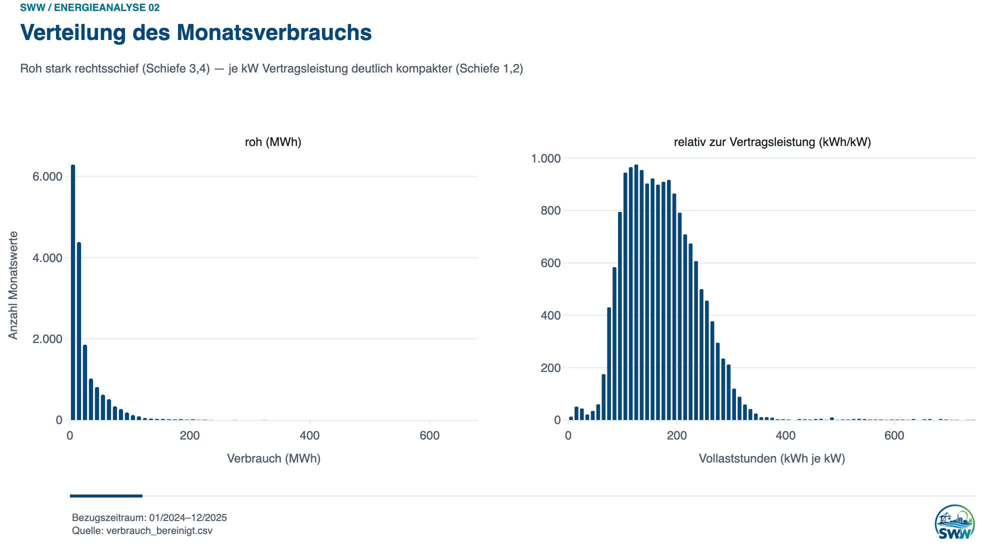 SWW / ENERGIEANALYSE 02
Verteilung des Monatsverbrauchs
Roh stark rechtsschief (Schiefe 3,4) — je kW Vertragsleistung deutlich kompakter (Schiefe 1,2)
roh (MWh)
Anzahl Monatswerte
6.000
4.000
2.000
0
0 200 400 600
Verbrauch (MWh)
relativ zur Vertragsleistung (kWh/kW)
1.000
800
600
400
200
0
0 200 400 600
Vollaststunden (kWh je kW)
Bezugszeitraum: 01/2024–12/2025
Quelle: verbrauch_bereinigt.csv
SWW